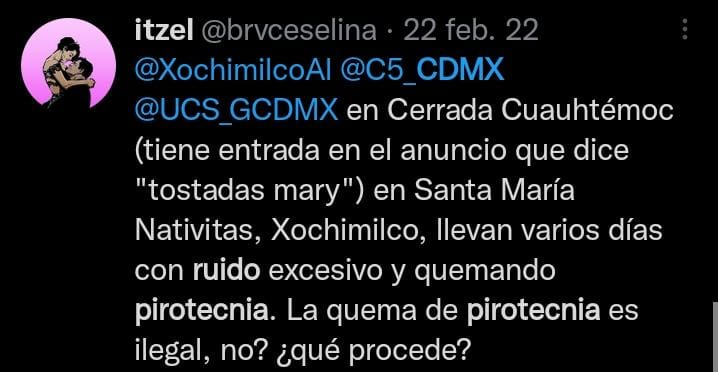 itzel @brvceselina · 22 feb. 22
@XochimilcoAl @C5_CDMX
@UCS_GCDMX en Cerrada Cuauhtémoc
(tiene entrada en el anuncio que dice
"tostadas mary") en Santa María
Nativitas, Xochimilco, llevan varios días
con ruido excesivo y quemando
pirotecnia. La quema de pirotecnia es
ilegal, no? ¿qué procede?